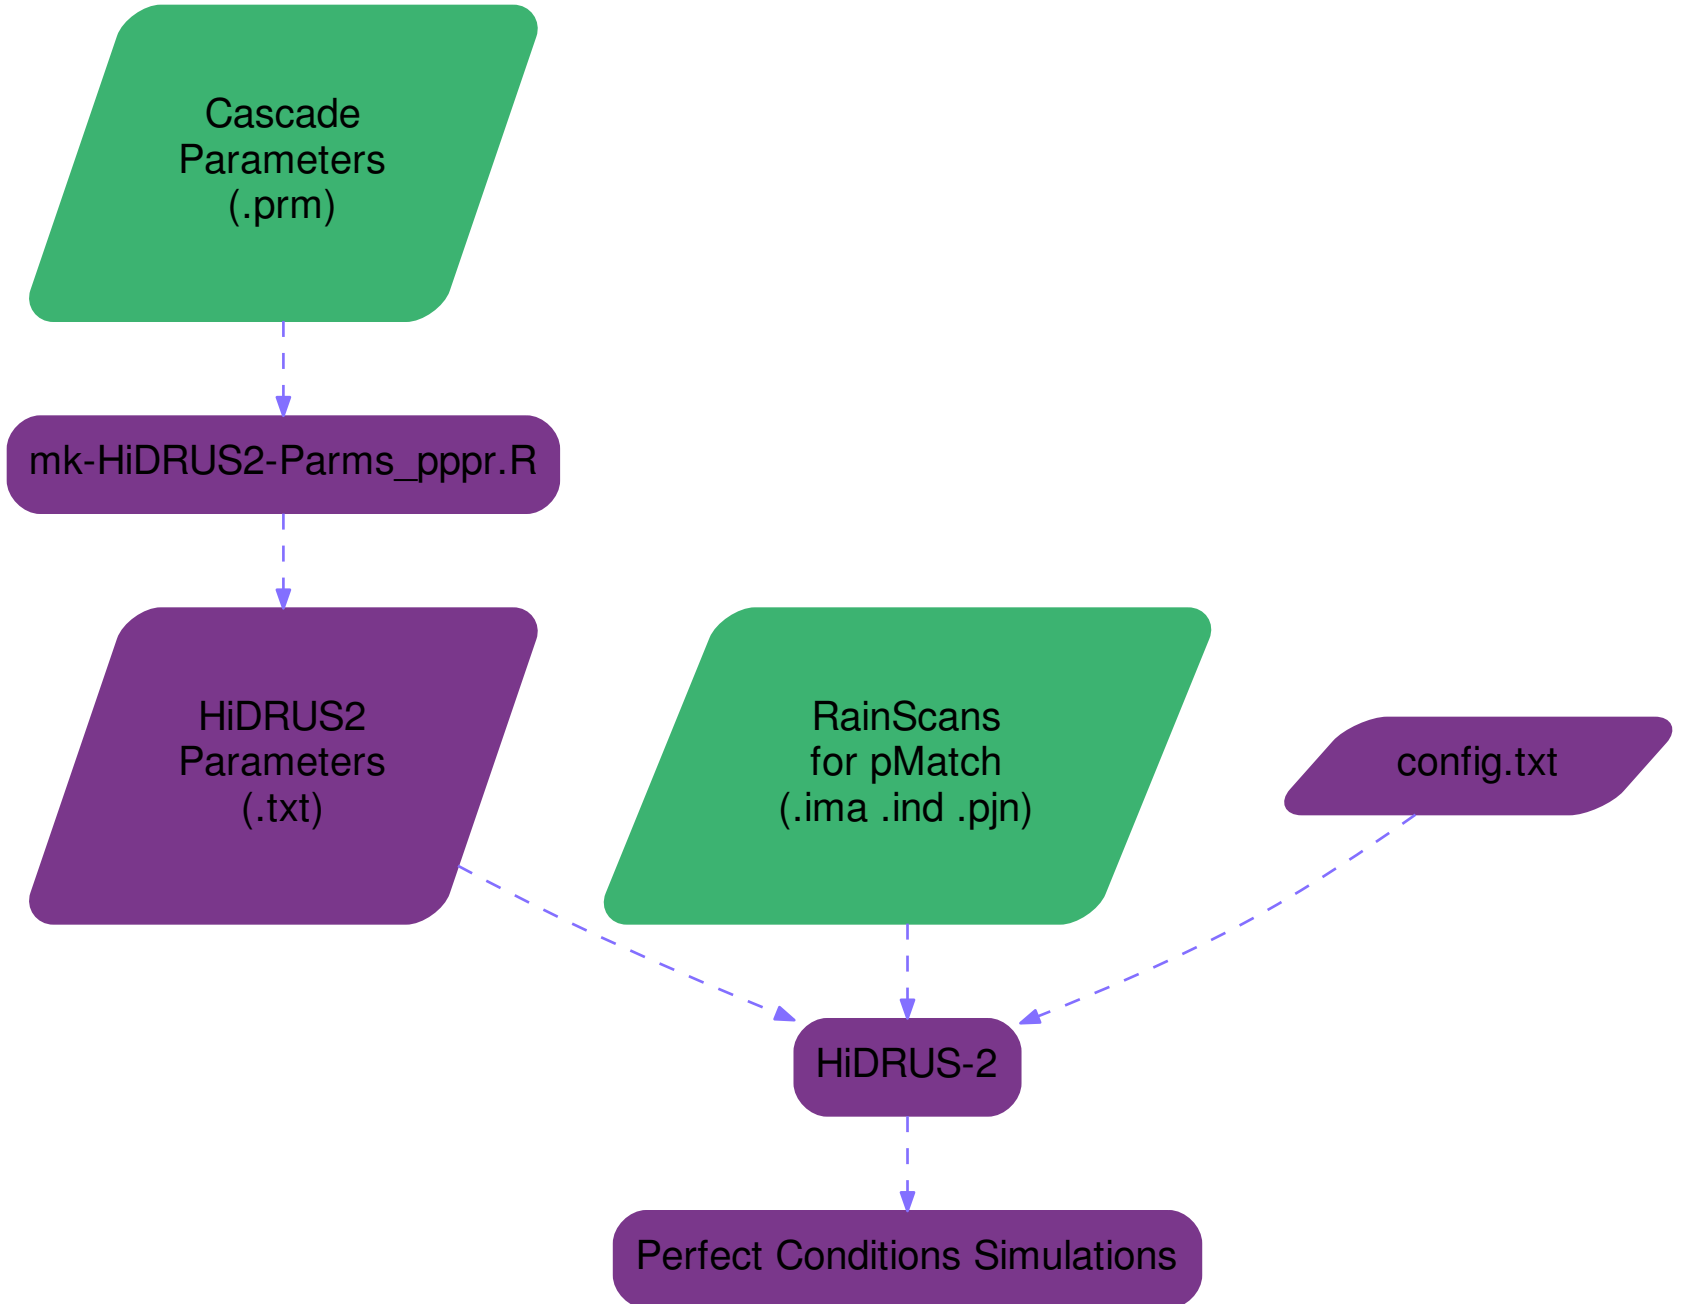 Cascade
Parameters
(.prm)
mk-HiDRUS2-Parms_pppr.R
HiDRUS2
Parameters
(.txt)
RainScans
for pMatch
(.ima .ind .pjn)
config.txt
HiDRUS-2
Perfect Conditions Simulations